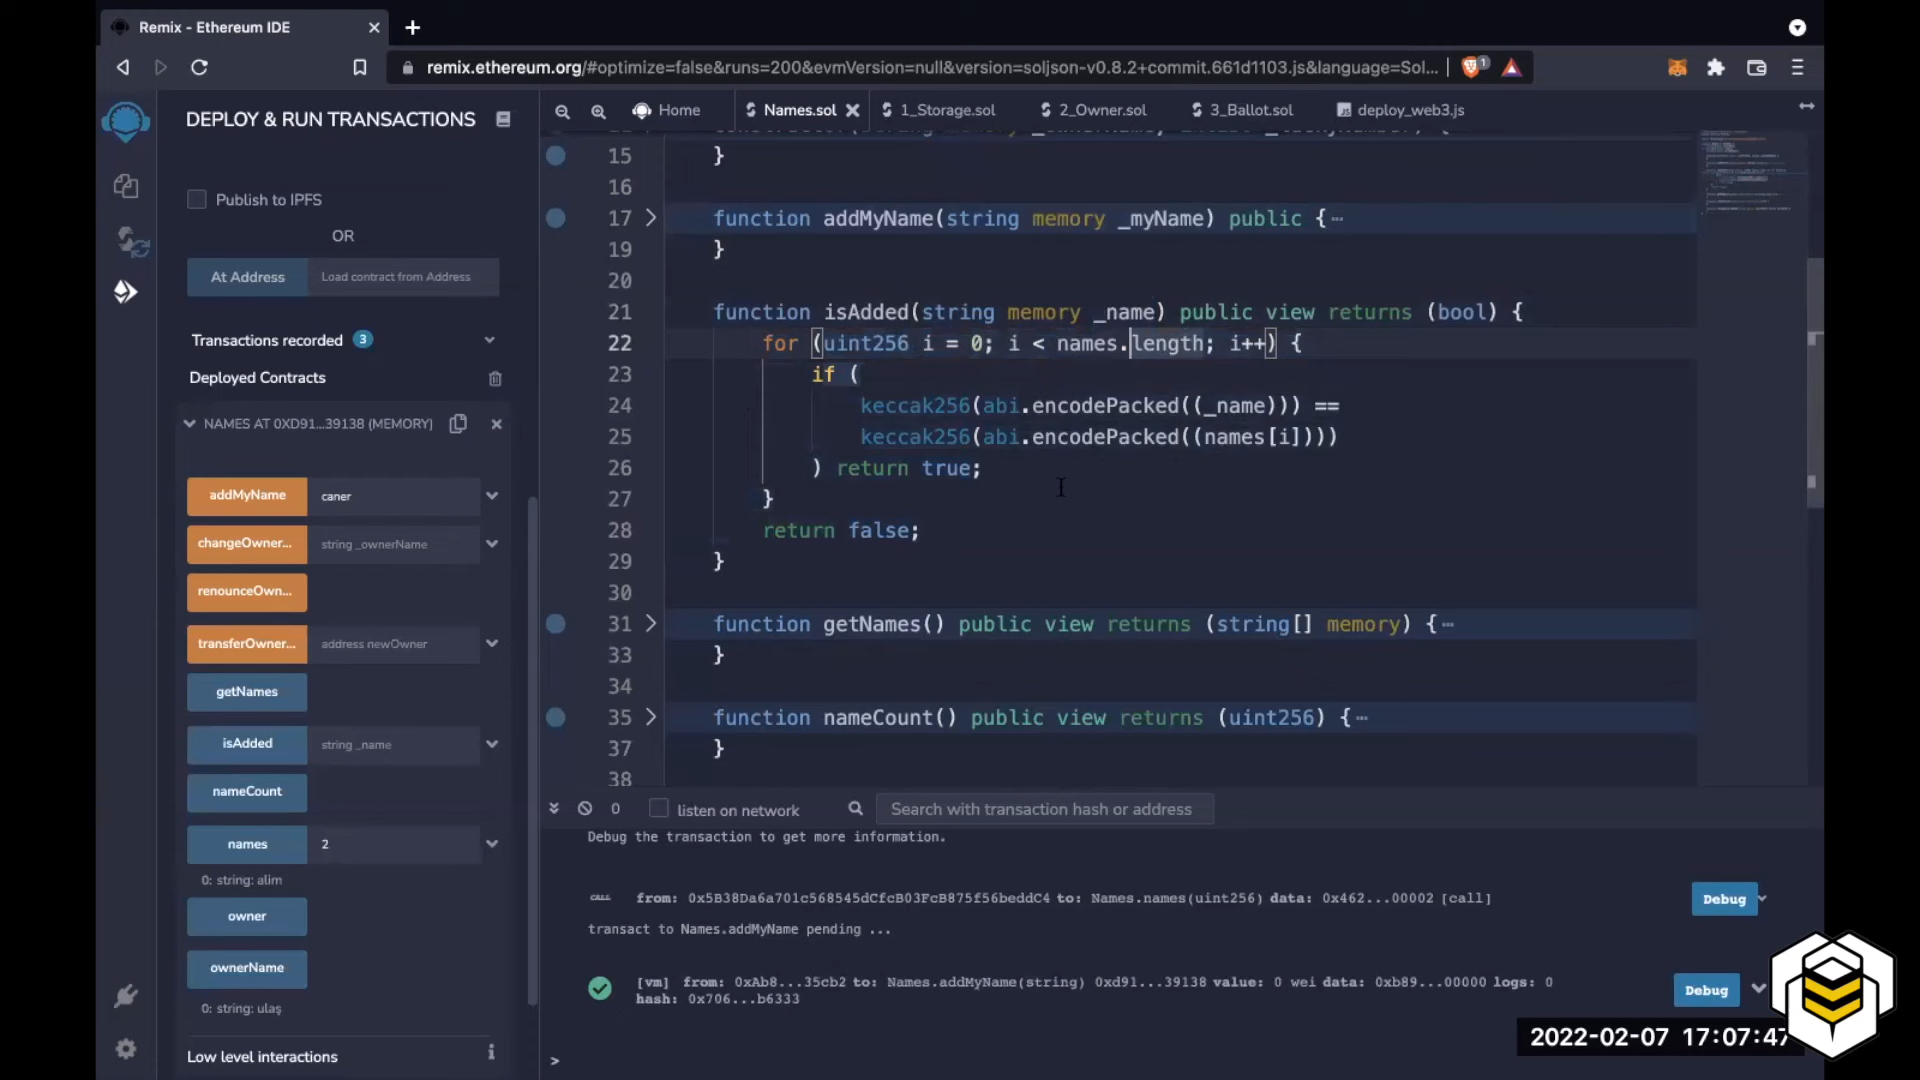 Remix - Ethereum IDE
remix.ethereum.org/#optimize=false&runs=200&evmVersion=null&version=soljson-v0.8.2+commit.661d1103.js&language=Sol...
1
DEPLOY & RUN TRANSACTIONS
Home
Names.sol
1_Storage.sol
2_Owner.sol
3_Ballot.sol
deploy_web3.js
Publish to IPFS
OR
At Address
Load contract from Address
Transactions recorded 3
Deployed Contracts
NAMES AT 0XD91...39138 (MEMORY)
addMyName caner
changeOwner... string _ownerName
renounceOwn...
transferOwner... address newOwner
getNames
isAdded string _name
nameCount
names 2
0: string: alim
owner
ownerName
0: string: ulaş
Low level interactions
15 }
16
17 function addMyName(string memory _myName) public {
19 }
20
21 function isAdded(string memory _name) public view returns (bool) {
22 for (uint256 i = 0; i < names.length; i++) {
23 if (
24 keccak256(abi.encodePacked((_name))) ==
25 keccak256(abi.encodePacked((names[i])))
26 ) return true;
27 }
28 return false;
29 }
30
31 function getNames() public view returns (string[] memory) {
33 }
34
35 function nameCount() public view returns (uint256) {
37 }
38
0
listen on network
Search with transaction hash or address
Debug the transaction to get more information.
CALL from: 0x5B38Da6a701c568545dCfcB03FcB875f56beddC4 to: Names.names(uint256) data: 0x462...00002 [call]
Debug
transact to Names.addMyName pending ...
[vm] from: 0xAb8...35cb2 to: Names.addMyName(string) 0xd91...39138 value: 0 wei data: 0xb89...00000 logs: 0
hash: 0x706...b6333
Debug
>
2022-02-07 17:07:47